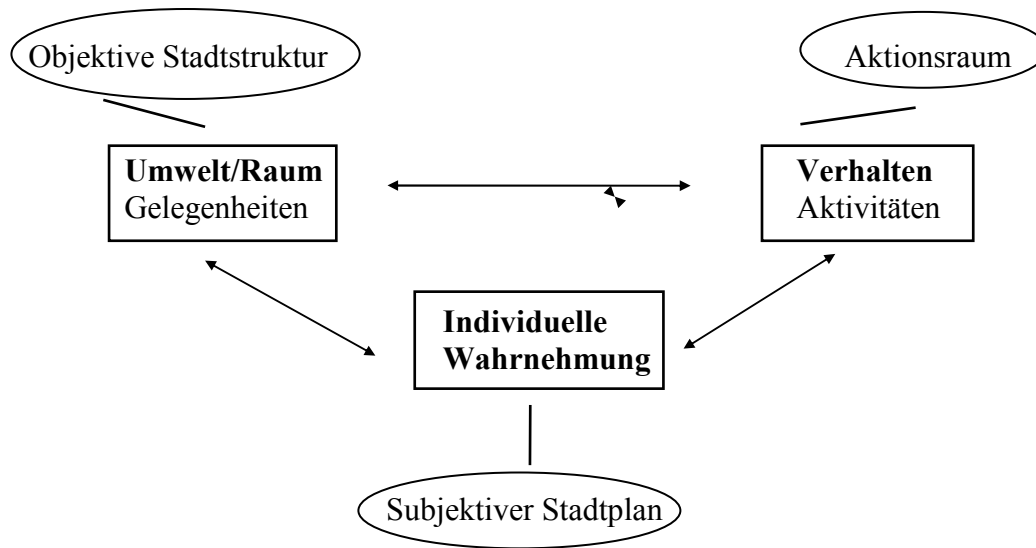 Objektive Stadtstruktur
Aktionsraum
Umwelt/Raum
Gelegenheiten
Verhalten
Aktivitäten
Individuelle
Wahrnehmung
Subjektiver Stadtplan